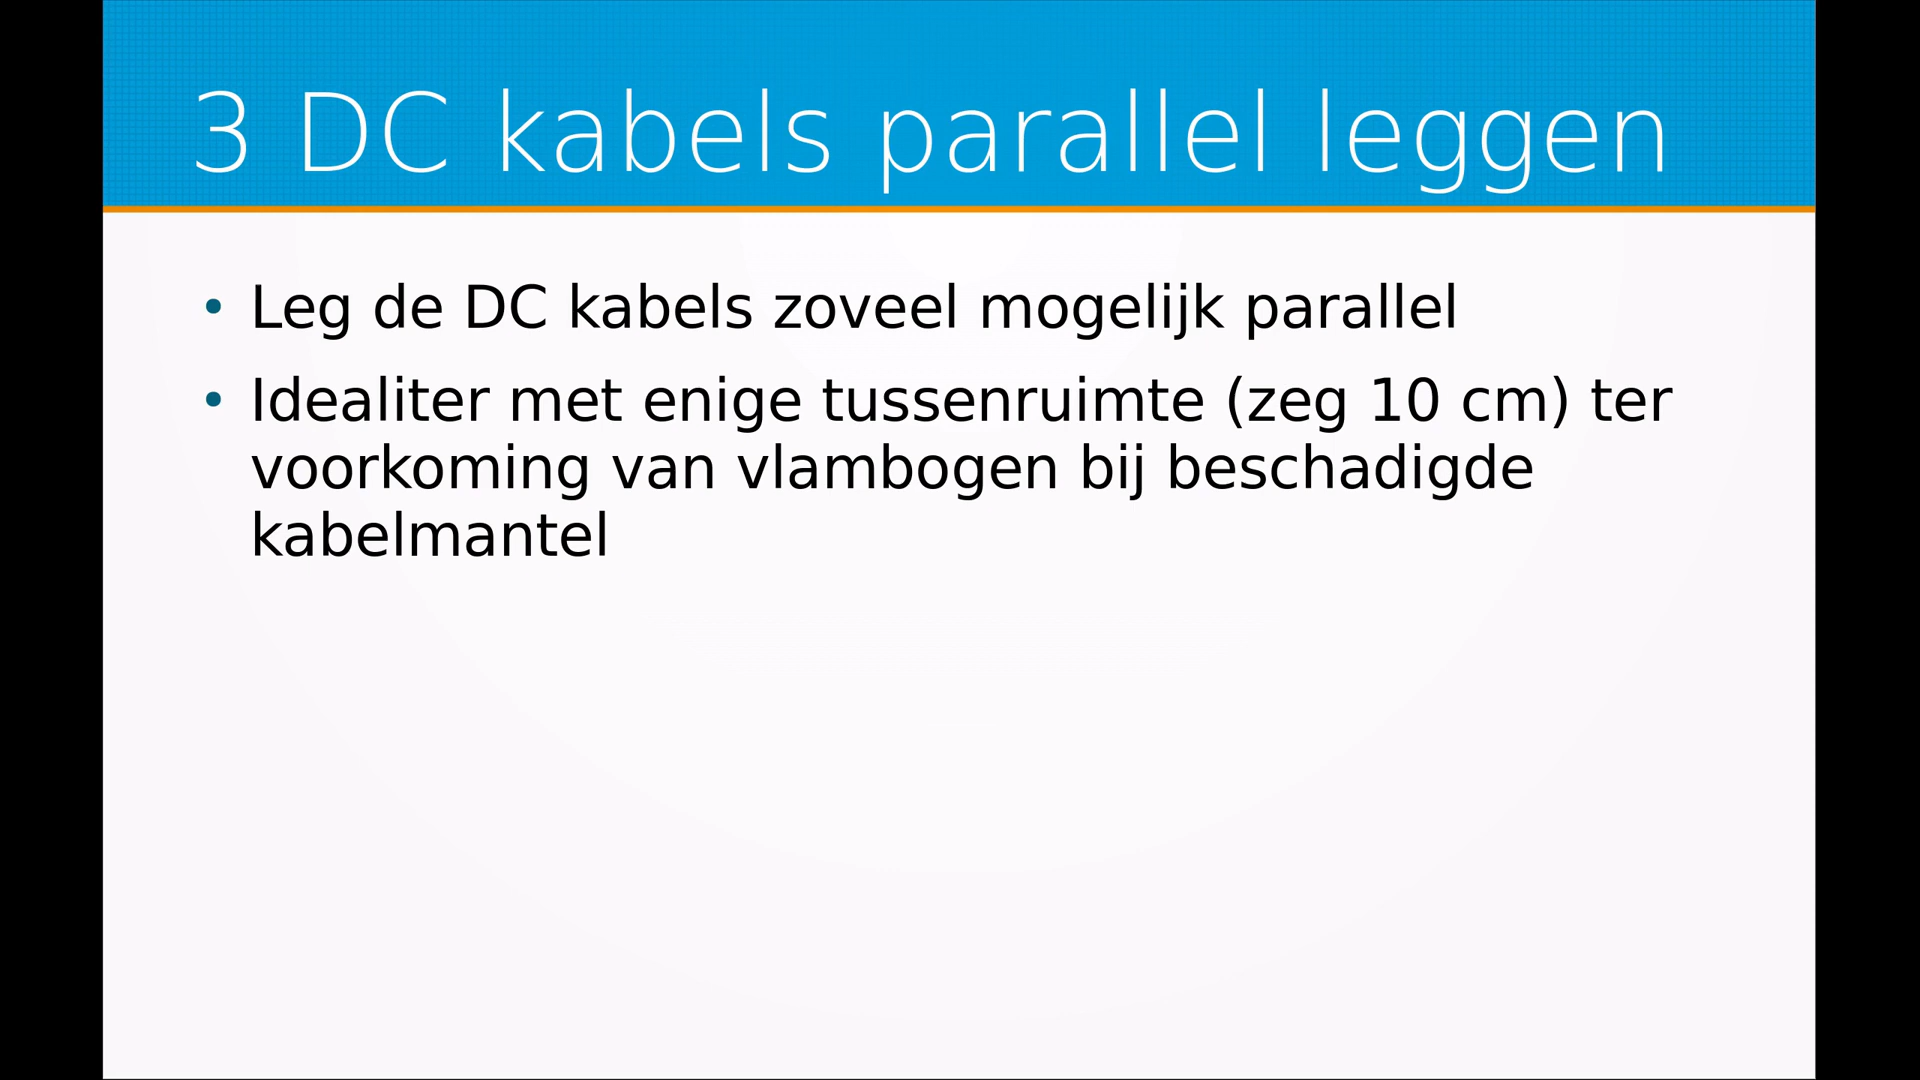 3 DC kabels parallel leggen
• Leg de DC kabels zoveel mogelijk parallel
• Idealiter met enige tussenruimte (zeg 10 cm) ter
voorkoming van vlambogen bij beschadigde
kabelmantel